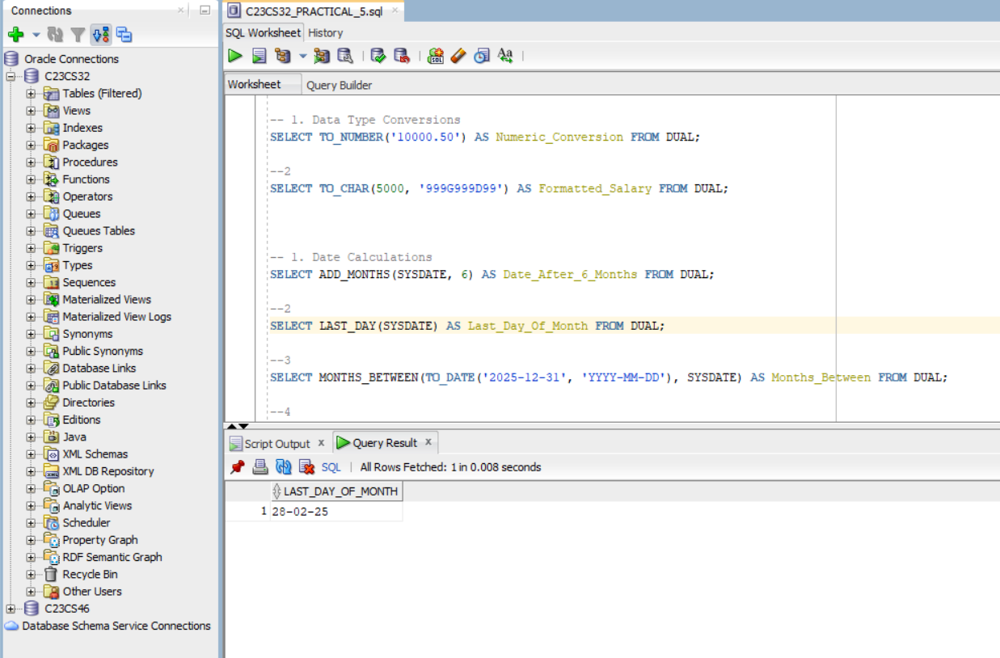 Connections
Oracle Connections
C23CS32
Tables (Filtered)
Views
Indexes
Packages
Procedures
Functions
Operators
Queues
Queues Tables
Triggers
Types
Sequences
Materialized Views
Materialized View Logs
Synonyms
Public Synonyms
Database Links
Public Database Links
Directories
Editions
Java
XML Schemas
XML DB Repository
OLAP Option
Analytic Views
Scheduler
Property Graph
RDF Semantic Graph
Recycle Bin
Other Users
C23CS46
Database Schema Service Connections
C23CS32_PRACTICAL_5.sql
SQL Worksheet History
Worksheet Query Builder
-- 1. Data Type Conversions
SELECT TO_NUMBER('10000.50') AS Numeric_Conversion FROM DUAL;
--2
SELECT TO_CHAR(5000, '999G999D99') AS Formatted_Salary FROM DUAL;
-- 1. Date Calculations
SELECT ADD_MONTHS(SYSDATE, 6) AS Date_After_6_Months FROM DUAL;
--2
SELECT LAST_DAY(SYSDATE) AS Last_Day_Of_Month FROM DUAL;
--3
SELECT MONTHS_BETWEEN(TO_DATE('2025-12-31', 'YYYY-MM-DD'), SYSDATE) AS Months_Between FROM DUAL;
--4
Script Output x Query Result x
SQL | All Rows Fetched: 1 in 0.008 seconds
LAST_DAY_OF_MONTH
1 28-02-25